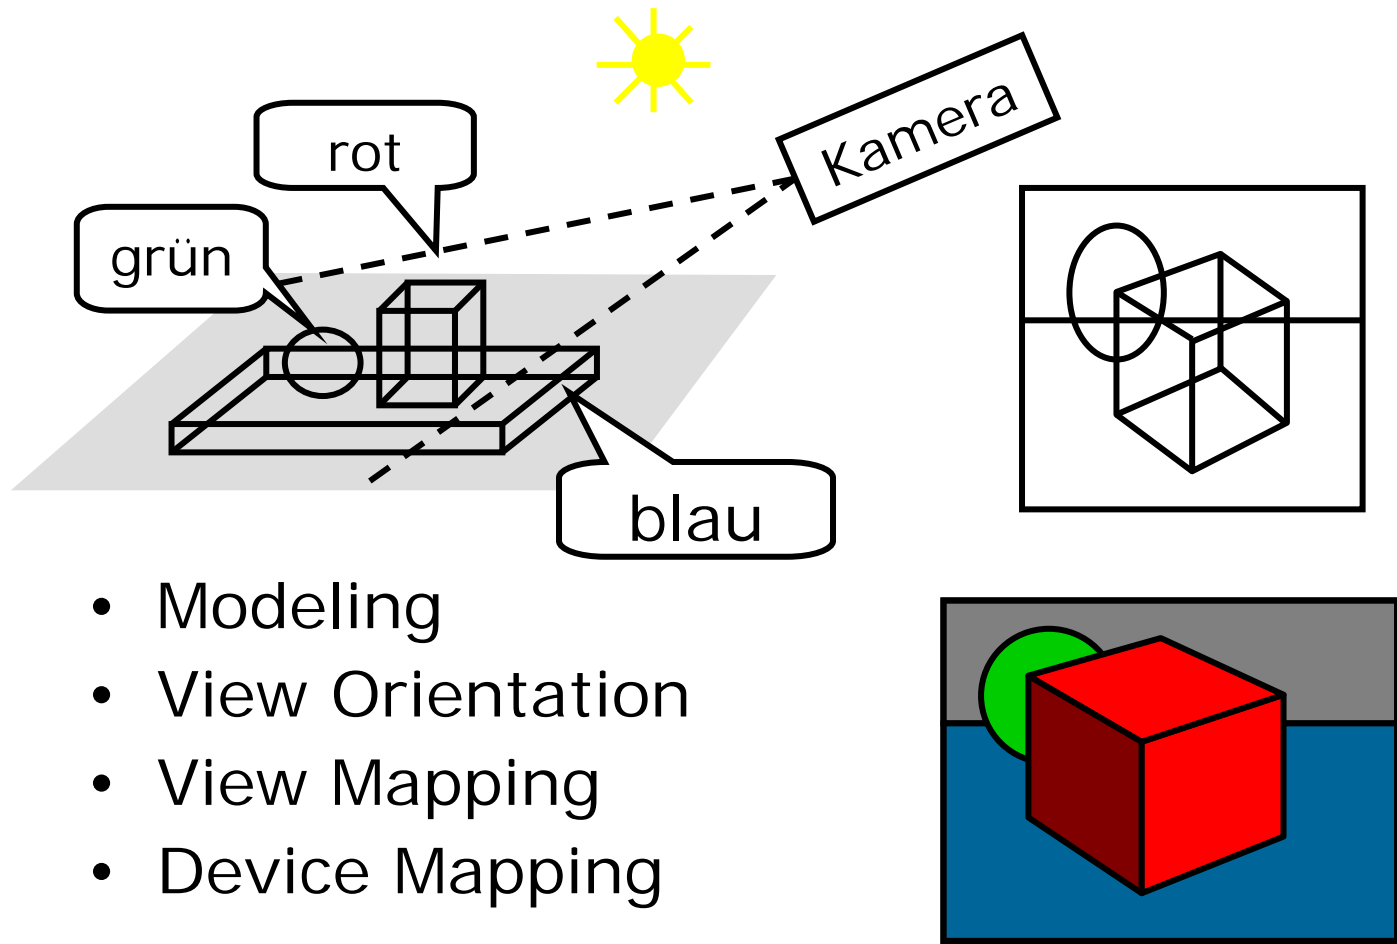 rot
Kamera
grün
blau
• Modeling
• View Orientation
• View Mapping
• Device Mapping